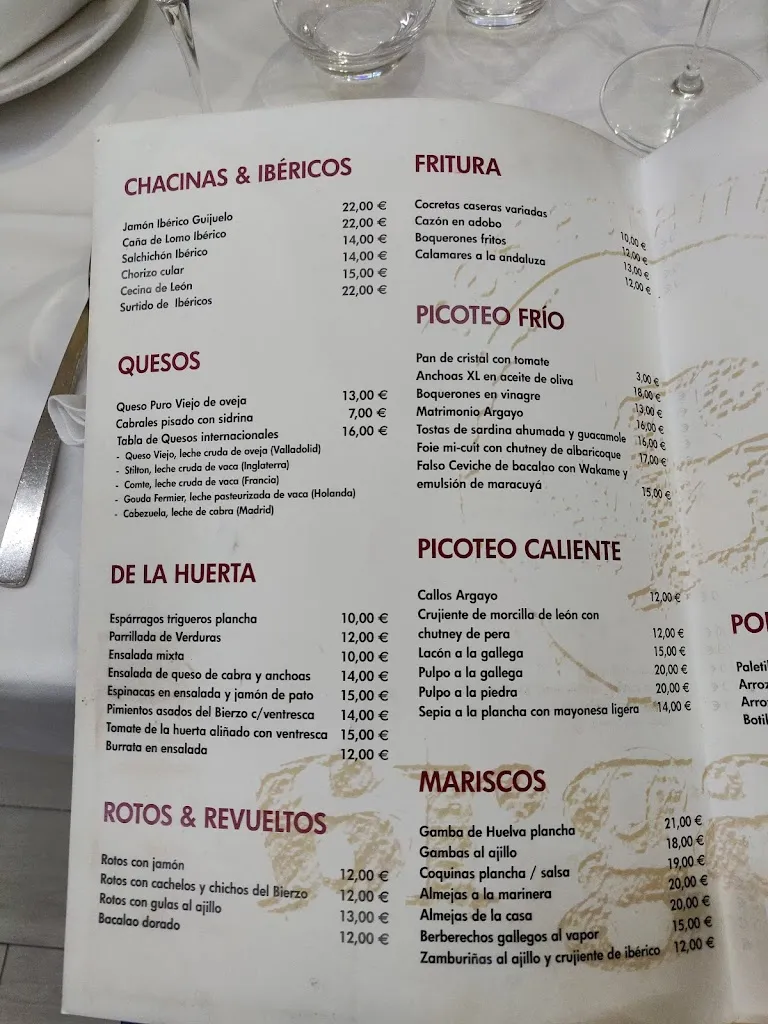 CHACINAS & IBÉRICOS
Jamón Ibérico Guijuelo 22,00 €
Caña de Lomo Ibérico 22,00 €
Salchichón Ibérico 14,00 €
Chorizo cular 14,00 €
Cecina de León 15,00 €
Surtido de Ibéricos 22,00 €
QUESOS
Queso Puro Viejo de oveja 13,00 €
Cabrales pisado con sidrina 7,00 €
Tabla de Quesos internacionales 16,00 €
- Queso Viejo, leche cruda de oveja (Valladolid)
- Stilton, leche cruda de vaca (Inglaterra)
- Comte, leche cruda de vaca (Francia)
- Gouda Fermier, leche pasteurizada de vaca (Holanda)
- Cabezuela, leche de cabra (Madrid)
DE LA HUERTA
Espárragos trigueros plancha 10,00 €
Parrillada de Verduras 12,00 €
Ensalada mixta 10,00 €
Ensalada de queso de cabra y anchoas 14,00 €
Espinacas en ensalada y jamón de pato 15,00 €
Pimientos asados del Bierzo c/ventresca 14,00 €
Tomate de la huerta aliñado con ventresca 15,00 €
Burrata en ensalada 12,00 €
ROTOS & REVUELTOS
Rotos con jamón 12,00 €
Rotos con cachelos y chichos del Bierzo 12,00 €
Rotos con gulas al ajillo 13,00 €
Bacalao dorado 12,00 €
FRITURA
Cocretas caseras variadas 10,00 €
Cazón en adobo 12,00 €
Boquerones fritos 13,00 €
Calamares a la andaluza 12,00 €
PICOTEO FRÍO
Pan de cristal con tomate 3,00 €
Anchoas XL en aceite de oliva 18,00 €
Boquerones en vinagre 13,00 €
Matrimonio Argayo 16,00 €
Tostas de sardina ahumada y guacamole 16,00 €
Foie mi-cuit con chutney de albaricoque 17,00 €
Falso Ceviche de bacalao con Wakame y
emulsión de maracuyá 15,00 €
PICOTEO CALIENTE
Callos Argayo 12,00 €
Crujiente de morcilla de león con
chutney de pera 12,00 €
Lacón a la gallega 15,00 €
Pulpo a la gallega 20,00 €
Pulpo a la piedra 20,00 €
Sepia a la plancha con mayonesa ligera 14,00 €
MARISCOS
Gamba de Huelva plancha 21,00 €
Gambas al ajillo 18,00 €
Coquinas plancha / salsa 19,00 €
Almejas a la marinera 20,00 €
Almejas de la casa 20,00 €
Berberechos gallegos al vapor 15,00 €
Zamburiñas al ajillo y crujiente de ibérico 12,00 €